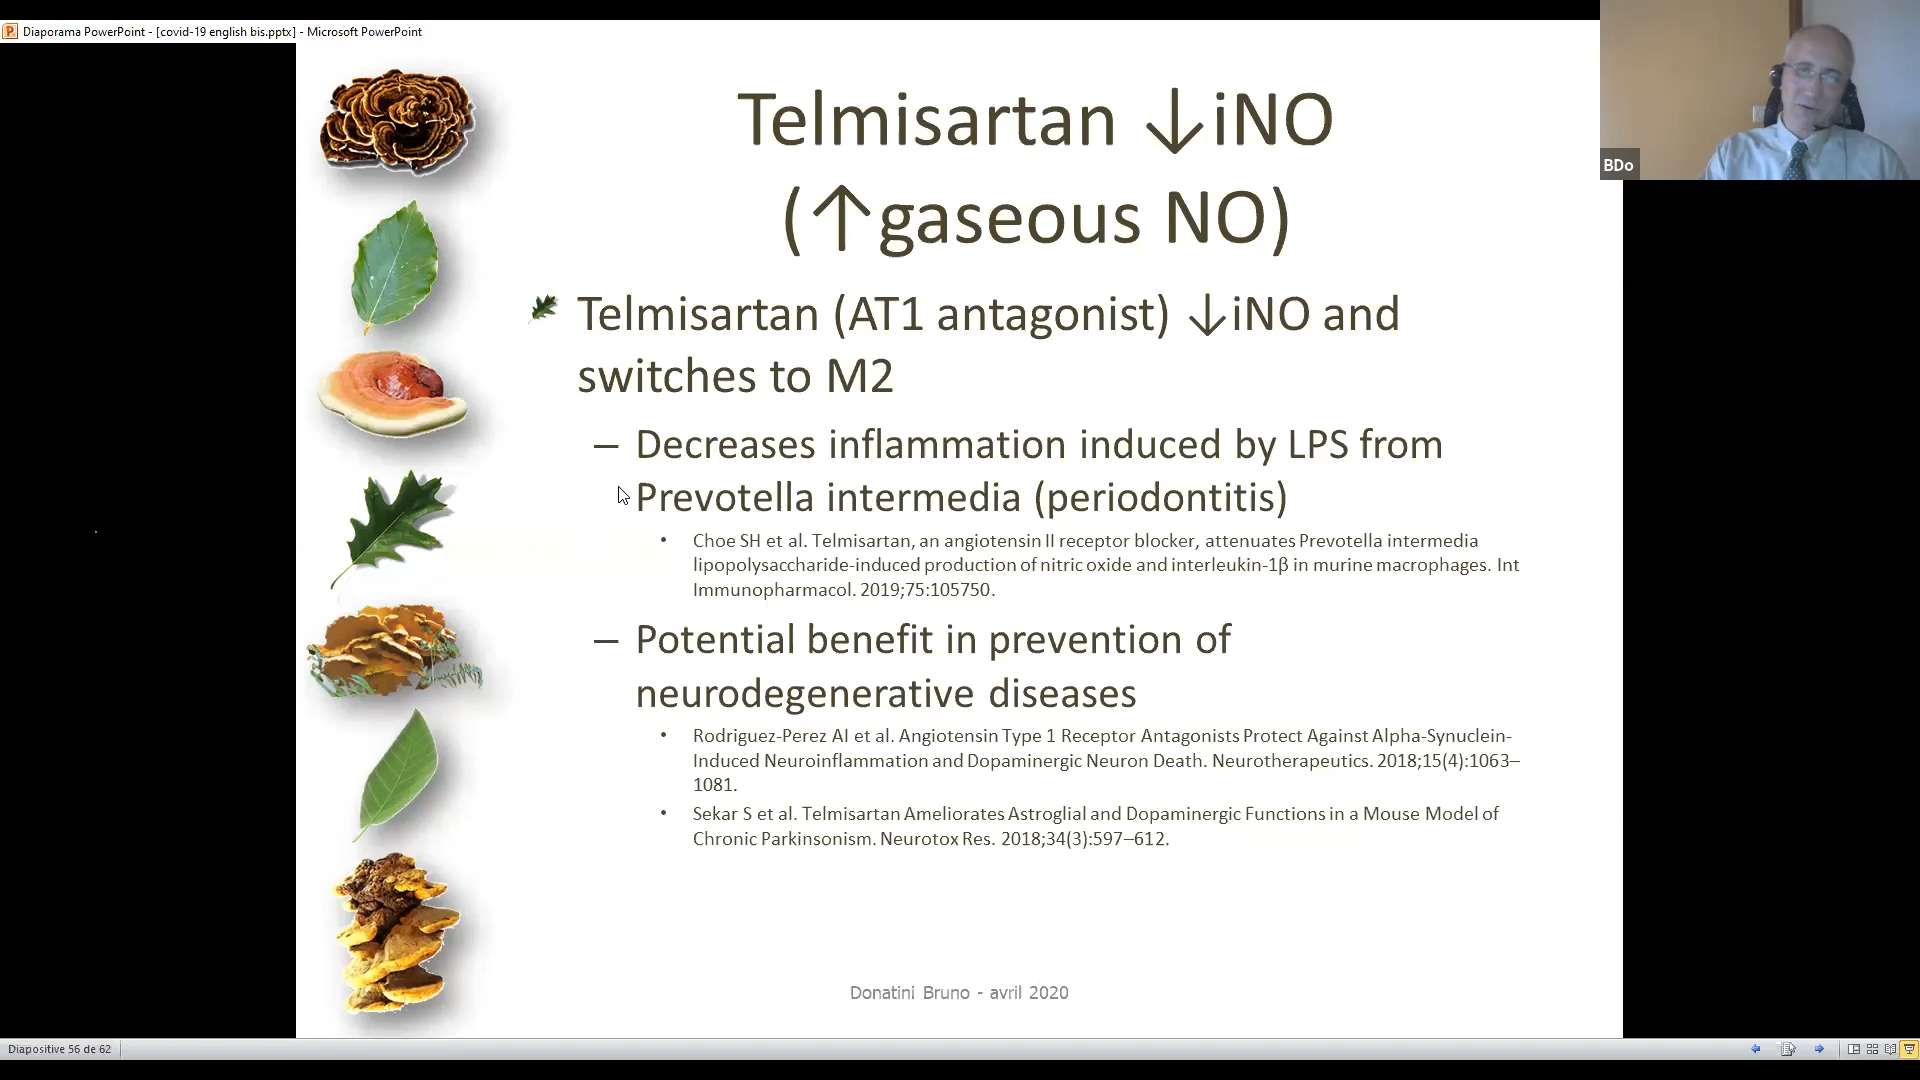 Diaporama PowerPoint - [covid-19 english bis.pptx] - Microsoft PowerPoint
BDo
Telmisartan ↓iNO
(↑gaseous NO)
Telmisartan (AT1 antagonist) ↓iNO and
switches to M2
– Decreases inflammation induced by LPS from
Prevotella intermedia (periodontitis)
• Choe SH et al. Telmisartan, an angiotensin II receptor blocker, attenuates Prevotella intermedia
lipopolysaccharide-induced production of nitric oxide and interleukin-1β in murine macrophages. Int
Immunopharmacol. 2019;75:105750.
– Potential benefit in prevention of
neurodegenerative diseases
• Rodriguez-Perez AI et al. Angiotensin Type 1 Receptor Antagonists Protect Against Alpha-Synuclein-
Induced Neuroinflammation and Dopaminergic Neuron Death. Neurotherapeutics. 2018;15(4):1063–
1081.
• Sekar S et al. Telmisartan Ameliorates Astroglial and Dopaminergic Functions in a Mouse Model of
Chronic Parkinsonism. Neurotox Res. 2018;34(3):597–612.
Donatini Bruno - avril 2020
Diapositive 56 de 62